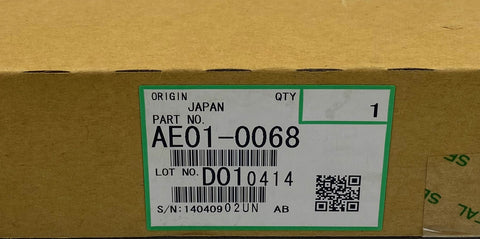 ORIGIN QTY
JAPAN 1
PART NO.
AE01-0068
LOT NO. D010414
S/N:14040902UN AB